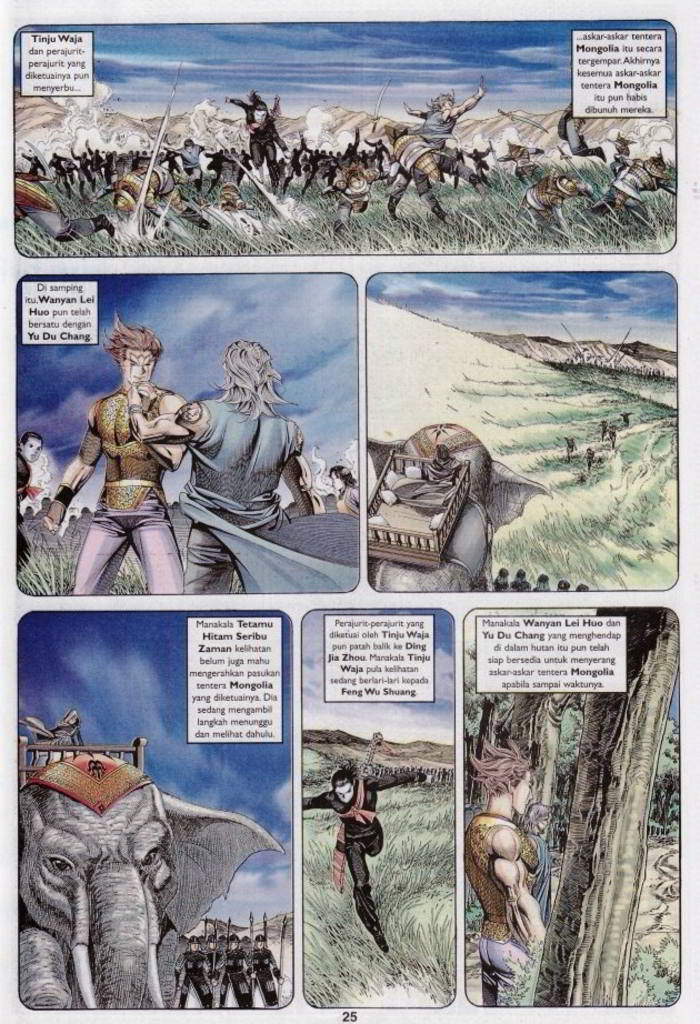 Tinju Waja
dan perajurit-
perajurit yang
diketuainya pun
menyerbu...
...askar-askar tentera
Mongolia itu secara
tergempar. Akhirnya
kesemua askar-askar
tentera Mongolia
itu pun habis
dibunuh mereka.
Di samping
itu, Wanyan Lei
Huo pun telah
bersatu dengan
Yu Du Chang.
Manakala Tetamu
Hitam Seribu
Zaman kelihatan
belum juga mahu
mengerahkan pasukan
tentera Mongolia
yang diketuainya. Dia
sedang mengambil
langkah menunggu
dan melihat dahulu.
Perajurit-perajurit yang
diketuai oleh Tinju Waja
pun patah balik ke Ding
Jia Zhou. Manakala Tinju
Waja pula kelihatan
sedang berlari-lari kepada
Feng Wu Shuang.
Manakala Wanyan Lei Huo dan
Yu Du Chang yang menghendap
di dalam hutan itu pun telah
siap bersedia untuk menyerang
askar-askar tentera Mongolia
apabila sampai waktunya.
25